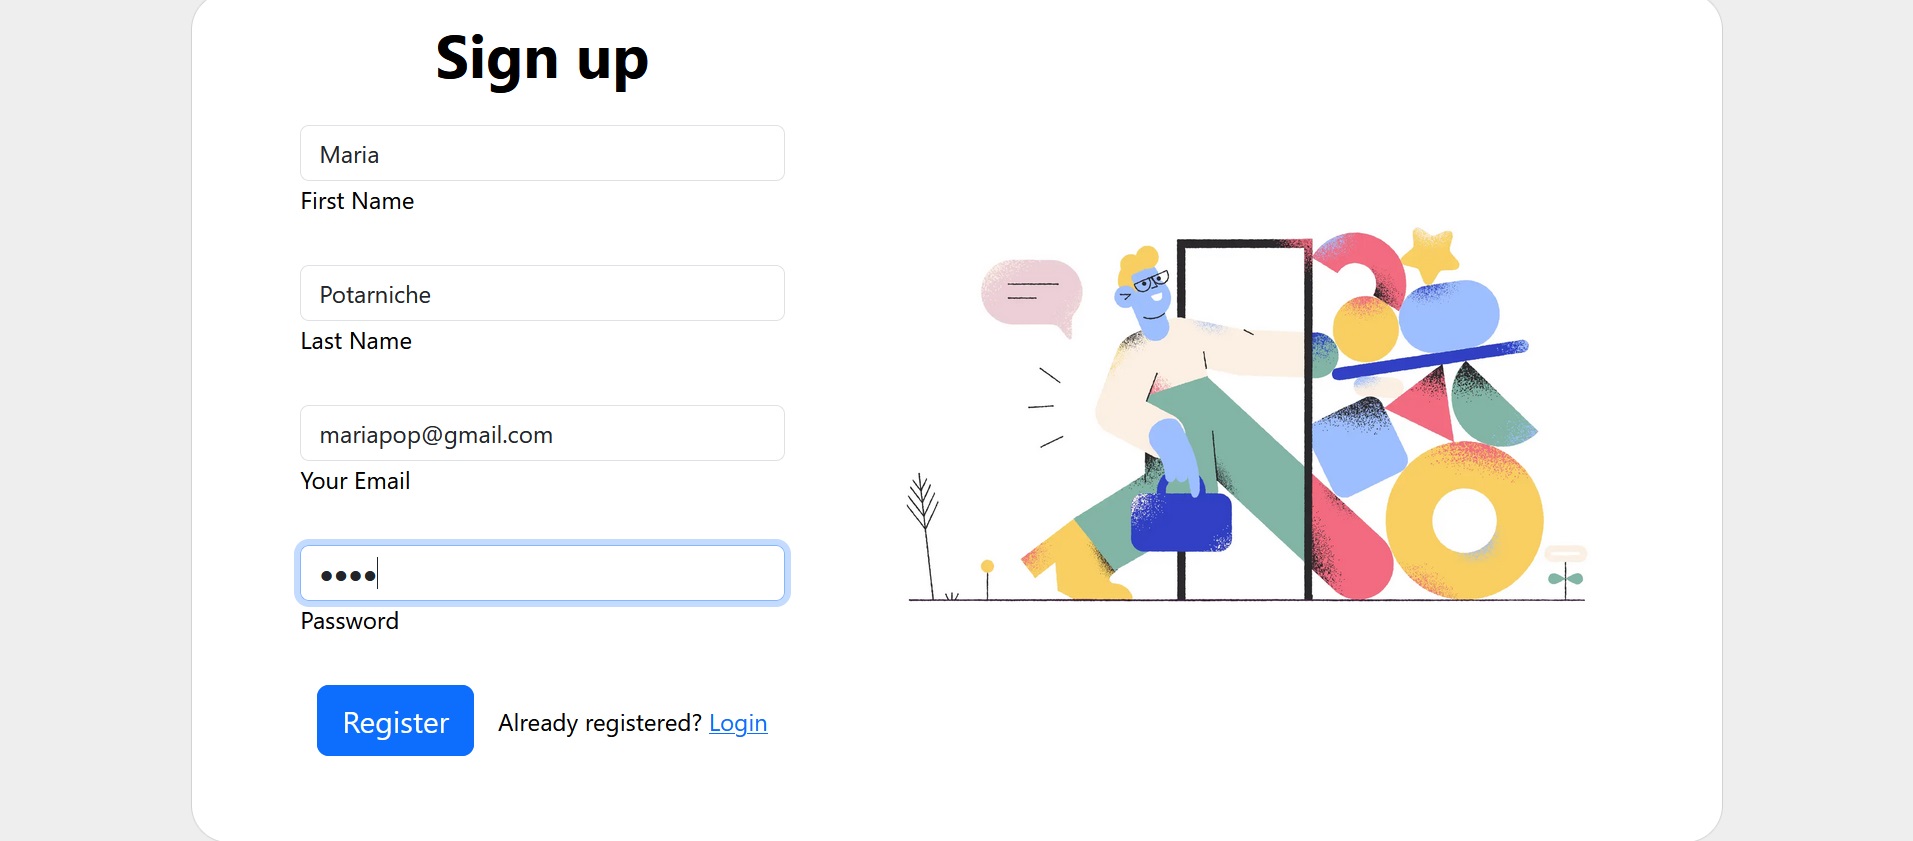 Sign up
Maria
First Name
Potarniche
Last Name
mariapop@gmail.com
Your Email
••••
Password
Register
Already registered? Login